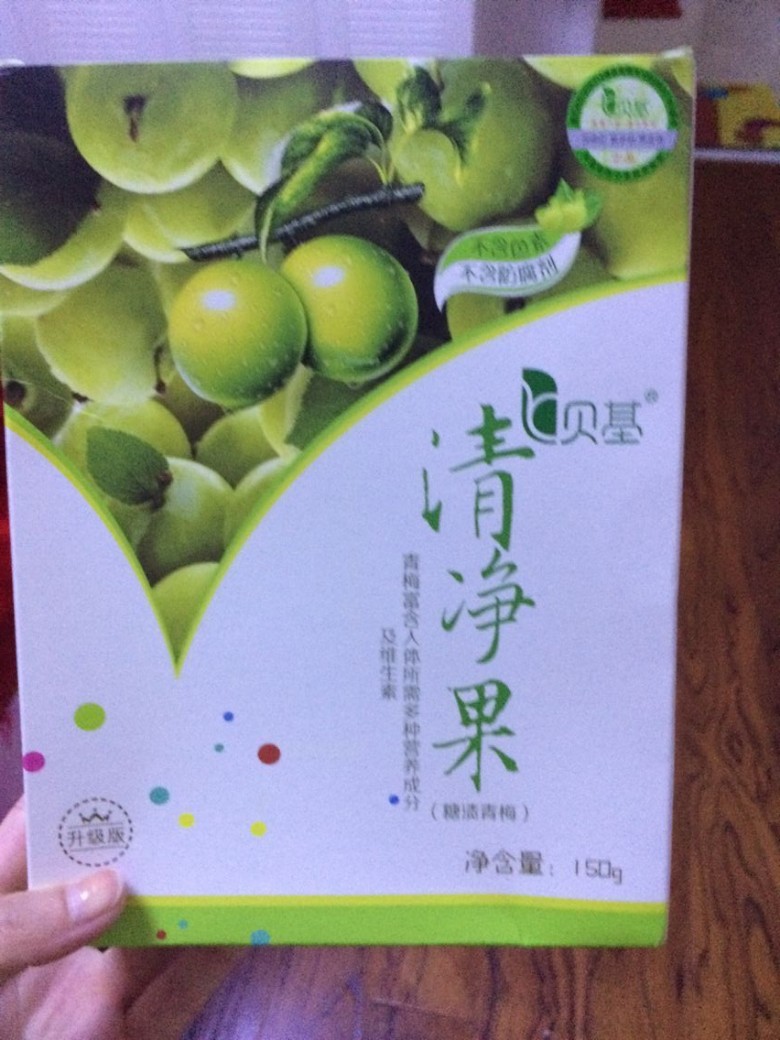 贝基
不含色素
不含防腐剂
贝基®
清净果
青梅富含人体所需多种营养成分
及维生素
（糖渍青梅）
升级版
净含量：150g